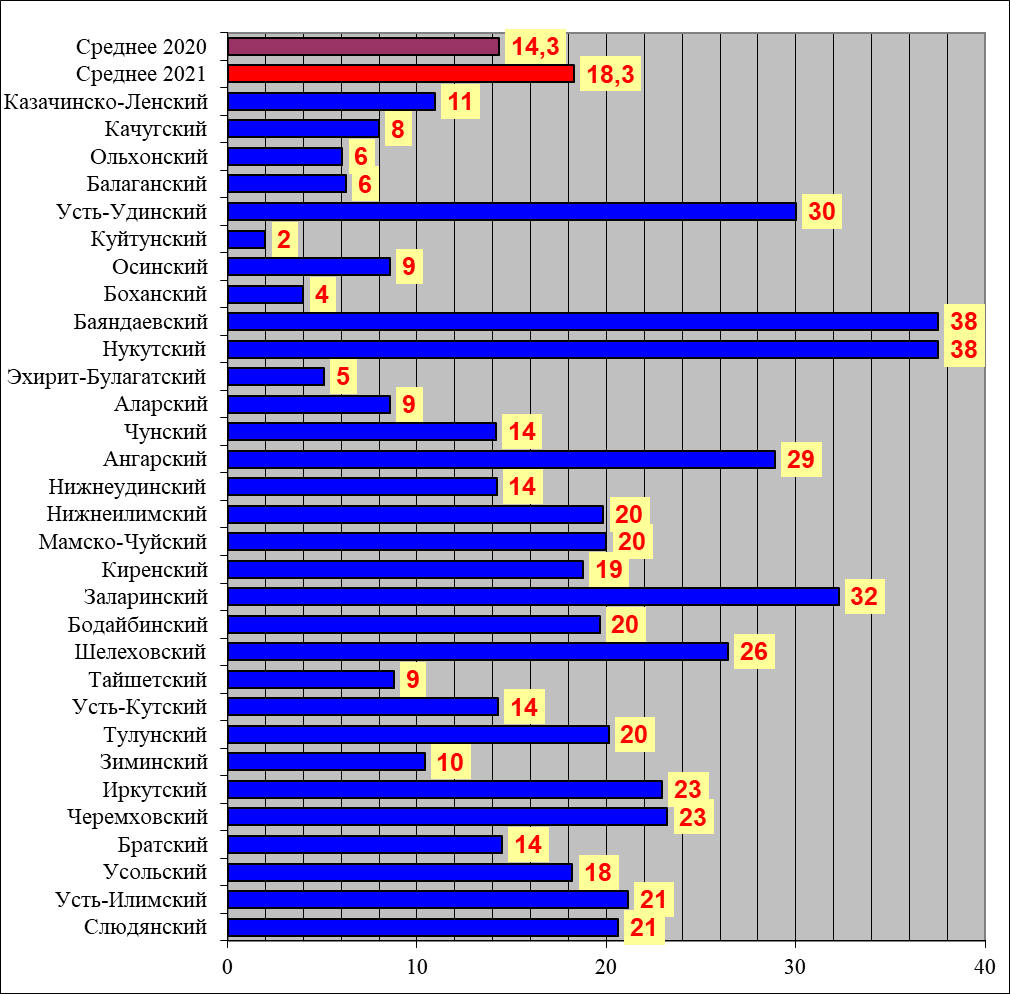 Среднее 2020 14,3
Среднее 2021 18,3
Казачинско-Ленский 11
Качугский 8
Ольхонский 6
Балаганский 6
Усть-Удинский 30
Куйтунский 2
Осинский 9
Боханский 4
Баяндаевский 38
Нукутский 38
Эхирит-Булагатский 5
Аларский 9
Чунский 14
Ангарский 29
Нижнеудинский 14
Нижнеилимский 20
Мамско-Чуйский 20
Киренский 19
Заларинский 32
Бодайбинский 20
Шелеховский 26
Тайшетский 9
Усть-Кутский 14
Тулунский 20
Зиминский 10
Иркутский 23
Черемховский 23
Братский 14
Усольский 18
Усть-Илимский 21
Слюдянский 21
0 10 20 30 40